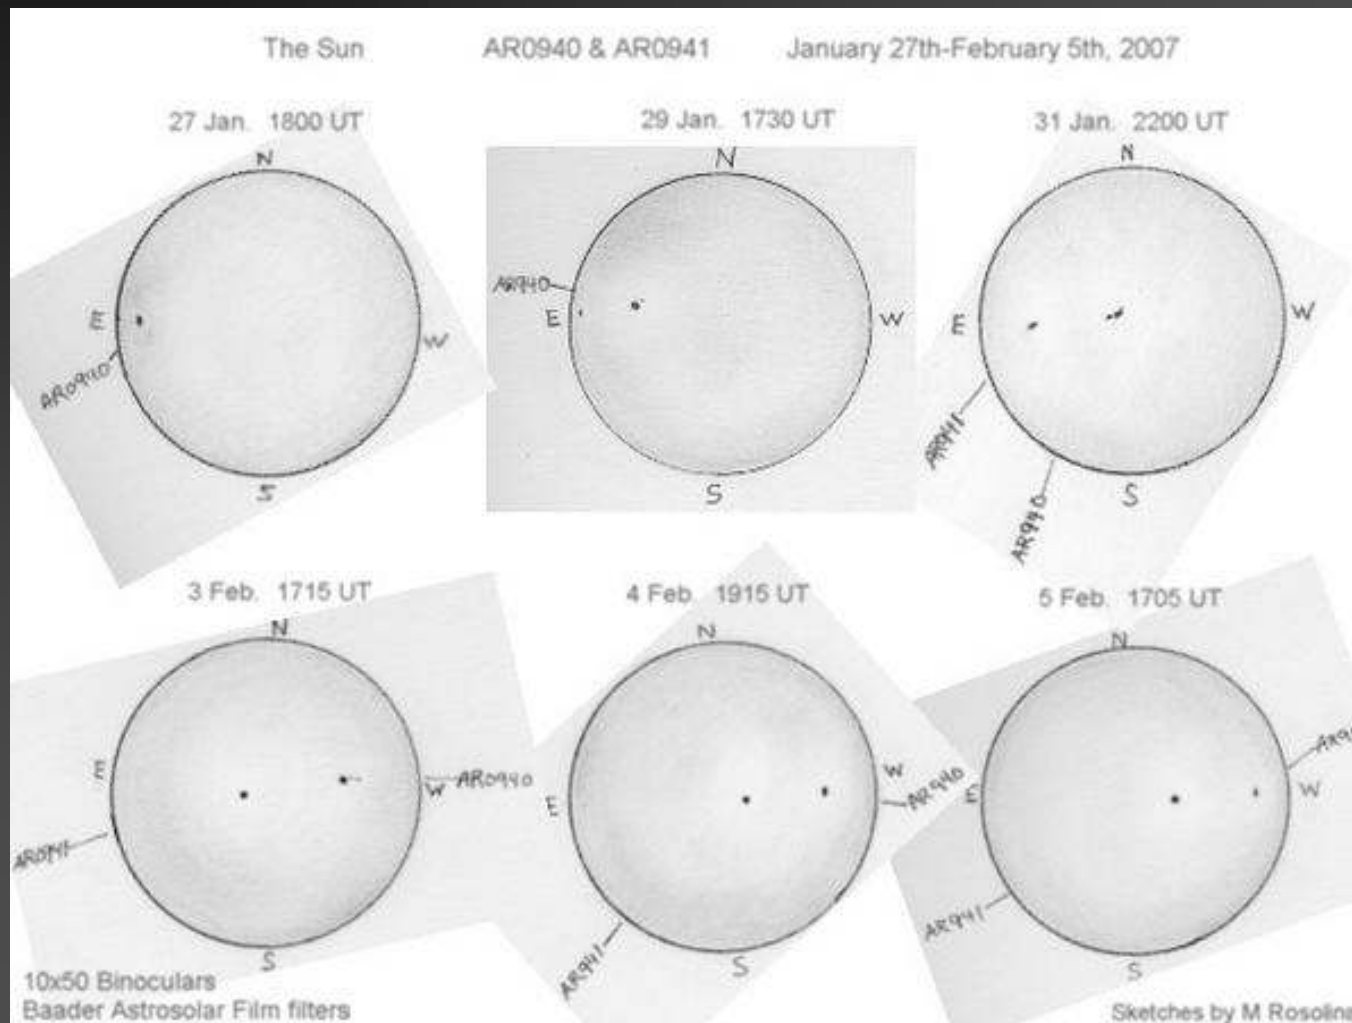 The Sun AR0940 & AR0941 January 27th-February 5th, 2007
27 Jan. 1800 UT
N
E
W
S
AR0940
29 Jan. 1730 UT
N
AR940
E
W
S
31 Jan. 2200 UT
N
E
W
S
AR941
AR940
3 Feb. 1715 UT
N
E
W
AR0940
AR0941
S
4 Feb. 1915 UT
N
E
W
AR940
AR941
S
5 Feb. 1705 UT
N
E
W
AR941
S
10x50 Binoculars
Baader Astrosolar Film filters
Sketches by M Rosolina